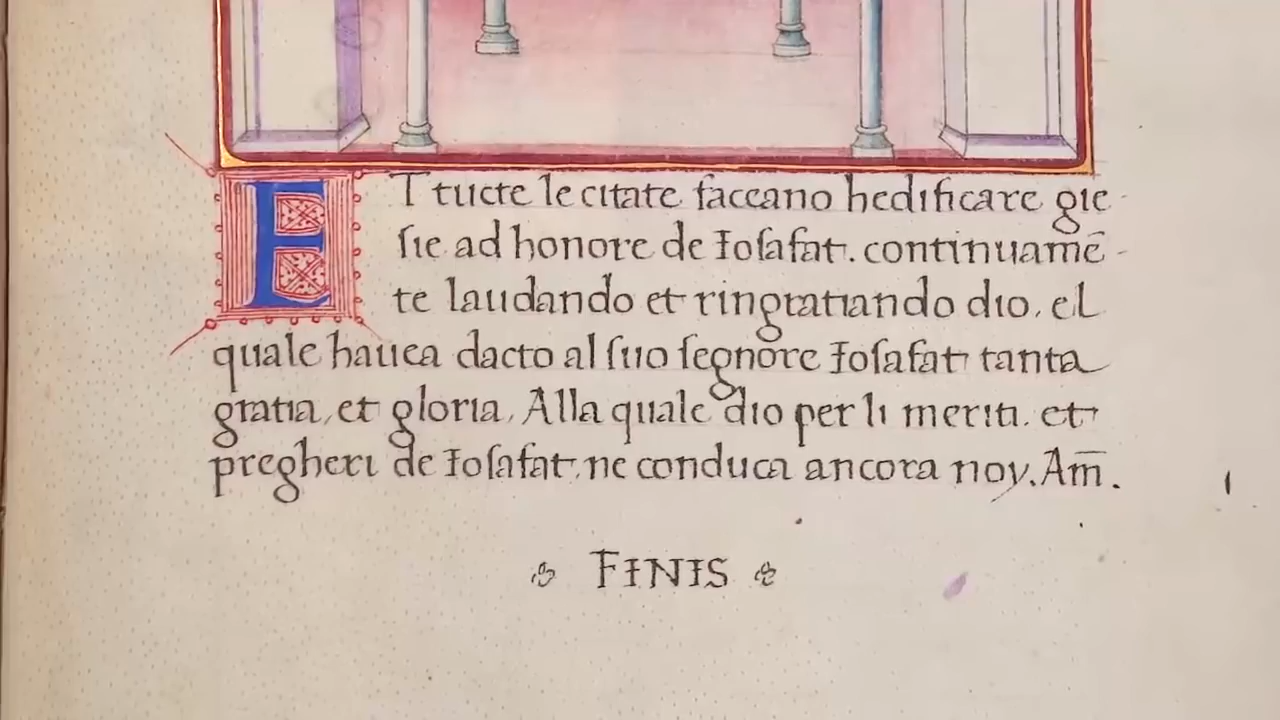 ET tucte le citate faceano hedificare gie-
sie ad honore de Iosafat. continuamē-
te laudando et ringratiando dio, el
quale hauea dacto al suo segnore Iosafat tanta
gratia, et gloria, Alla quale dio per li meriti. et
pregheri de Iosafat, ne conduca ancora noy. Am̄.
FINIS